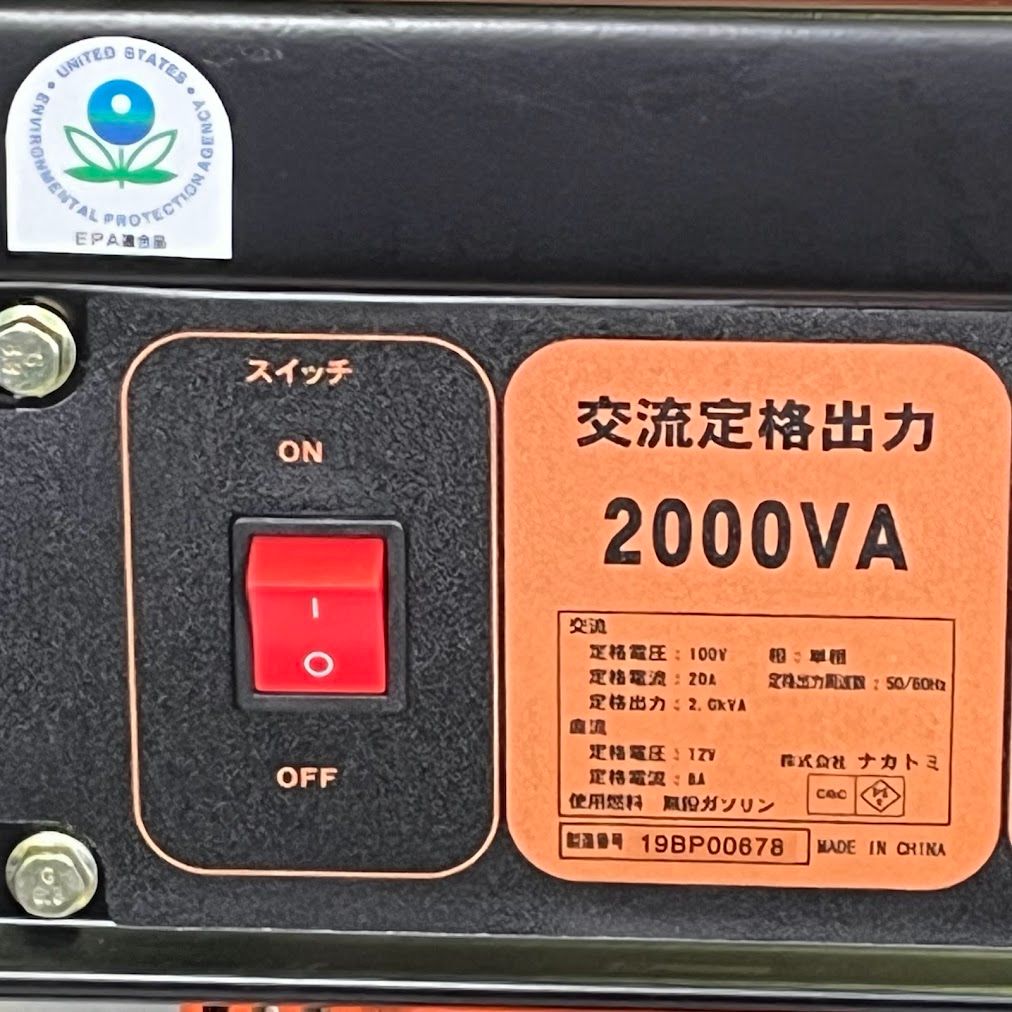 UNITED STATES
ENVIRONMENTAL PROTECTION AGENCY
EPA適合品
スイッチ
ON
I
O
OFF
交流定格出力
2000VA
交流
定格電圧：100V 相：単相
定格電流：20A 定格出力周波数：50/60Hz
定格出力：2.0kVA
直流
定格電圧：12V
定格電流：8A
株式会社 ナカトミ
使用燃料 ガソリン
製造番号 19BP00678
MADE IN CHINA